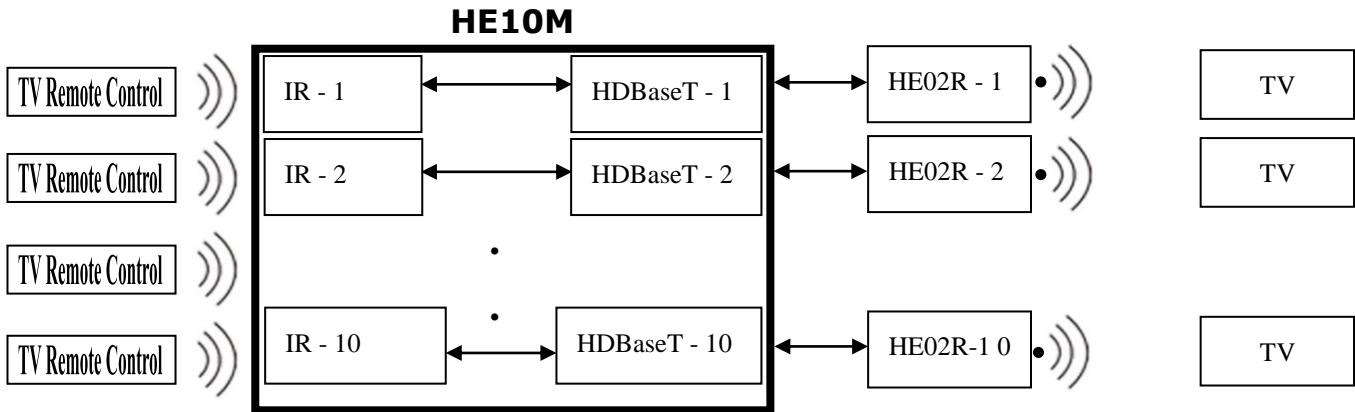 HE10M
TV Remote Control IR - 1 HDBaseT - 1 HE02R - 1 TV
TV Remote Control IR - 2 HDBaseT - 2 HE02R - 2 TV
TV Remote Control
TV Remote Control IR - 10 HDBaseT - 10 HE02R-1 0 TV